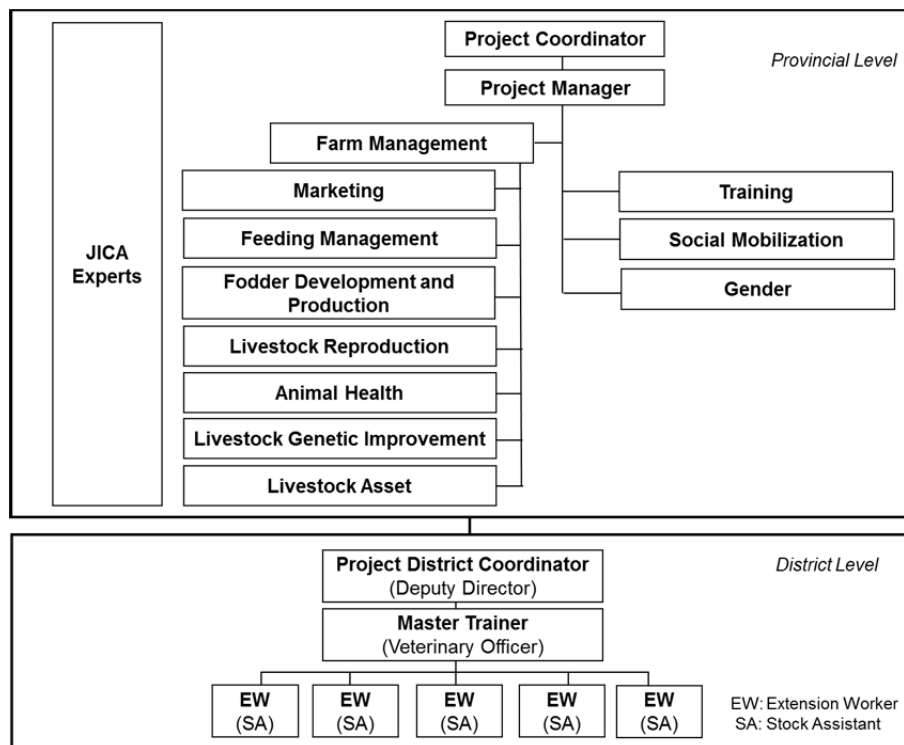 Project Coordinator
Provincial Level
Project Manager
Farm Management
Marketing
Feeding Management
Fodder Development and
Production
Livestock Reproduction
Animal Health
Livestock Genetic Improvement
Livestock Asset
JICA
Experts
Training
Social Mobilization
Gender
Project District Coordinator
(Deputy Director)
District Level
Master Trainer
(Veterinary Officer)
EW
(SA)
EW
(SA)
EW
(SA)
EW
(SA)
EW
(SA)
EW: Extension Worker
SA: Stock Assistant